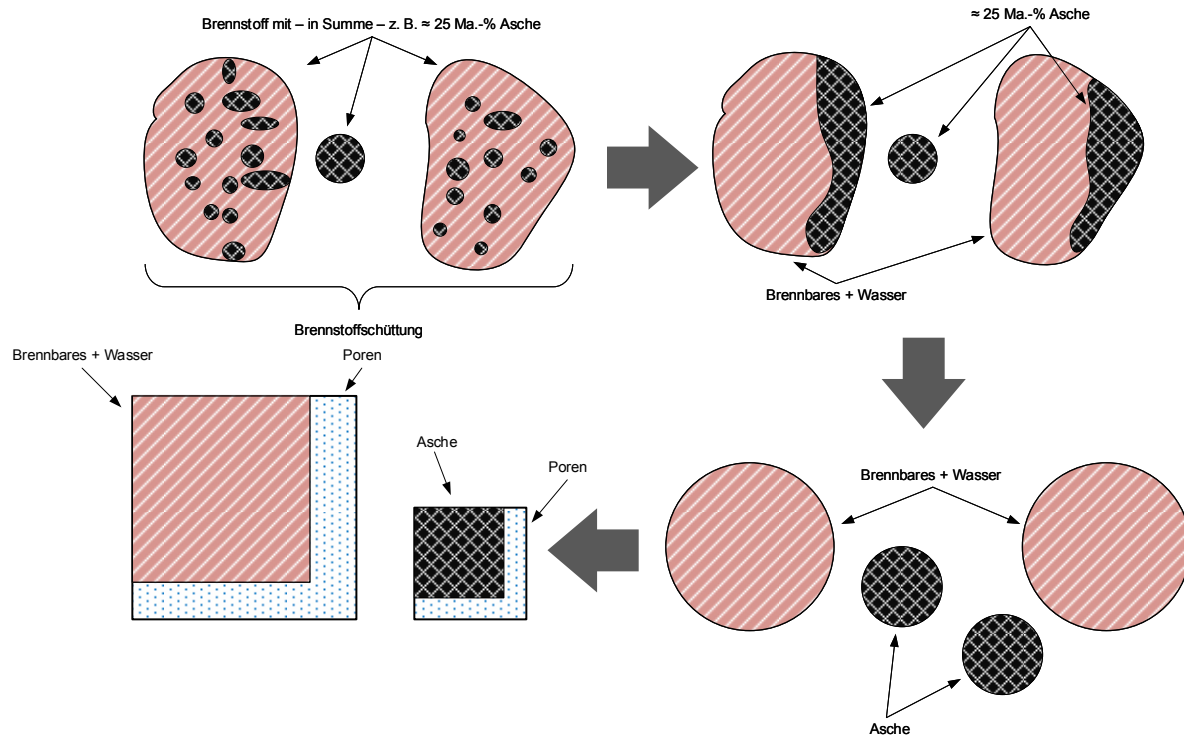 Brennstoff mit – in Summe – z. B. ≈ 25 Ma.-% Asche
≈ 25 Ma.-% Asche
Brennbares + Wasser
Brennstoffschüttung
Brennbares + Wasser
Poren
Asche
Poren
Brennbares + Wasser
Asche